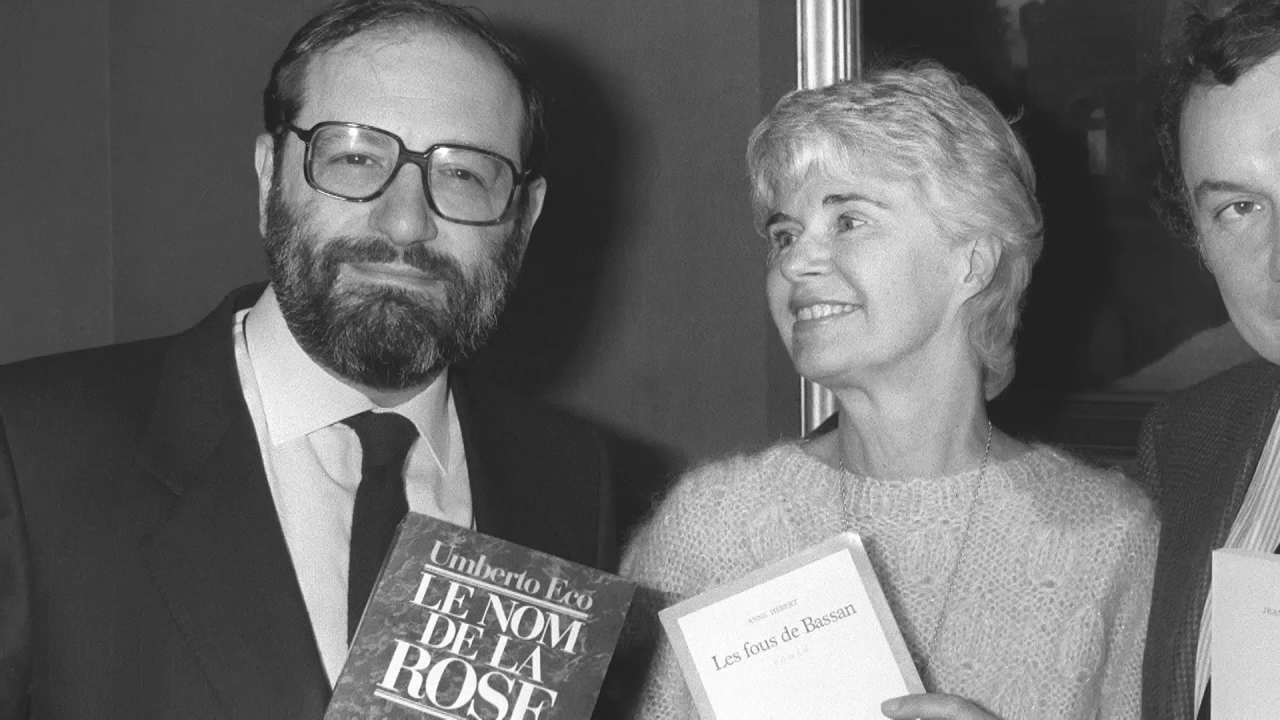 Umberto Eco
LE NOM
DE LA
ROSE
ANNE HÉBERT
Les fous de Bassan